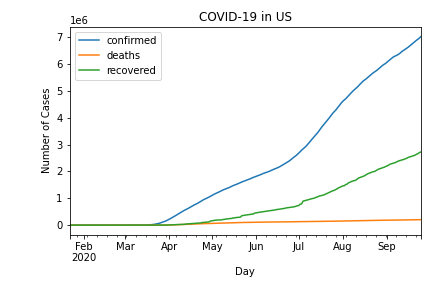 COVID-19 in US
1e6
confirmed
deaths
recovered
7
6
5
4
3
2
1
0
Number of Cases
Feb Mar Apr May Jun Jul Aug Sep
2020
Day